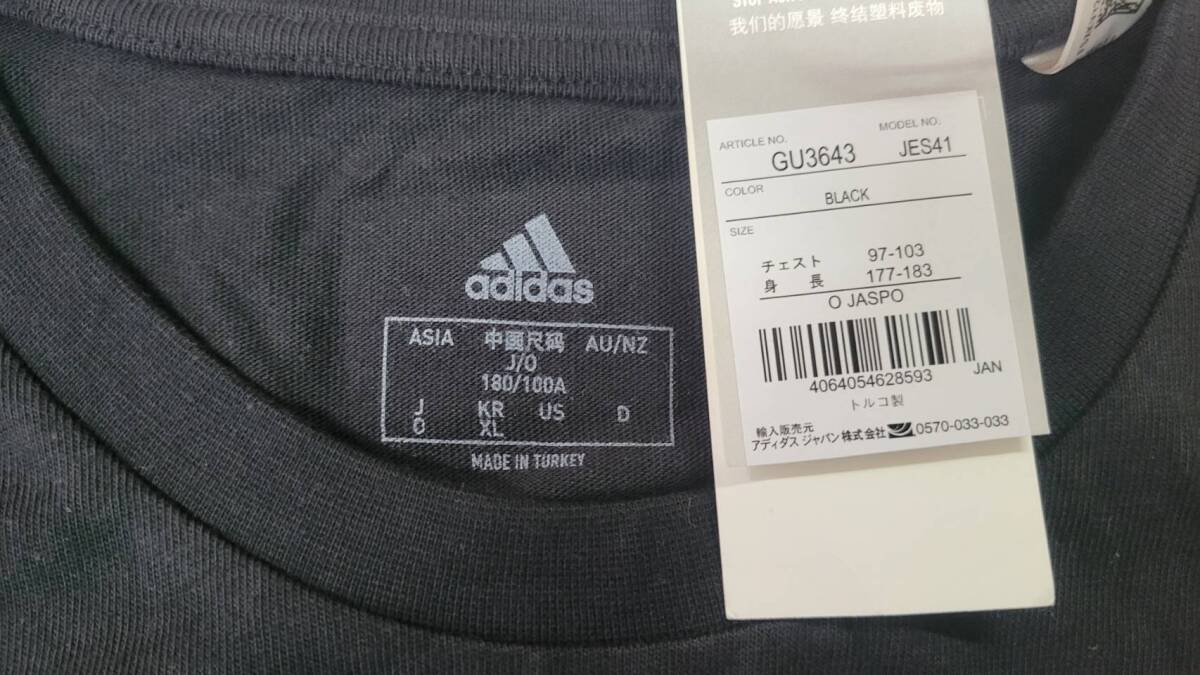 我们的愿景 终结塑料废物
ARTICLE NO. MODEL NO.
GU3643 JES41
COLOR
BLACK
SIZE
チェスト 97-103
身長 177-183
O JASPO
4064054628593 JAN
トルコ製
輸入販売元
アディダス ジャパン株式会社 0570-033-033
adidas
ASIA 中国尺码 AU/NZ
J/O
180/100A
J KR US D
O XL
MADE IN TURKEY